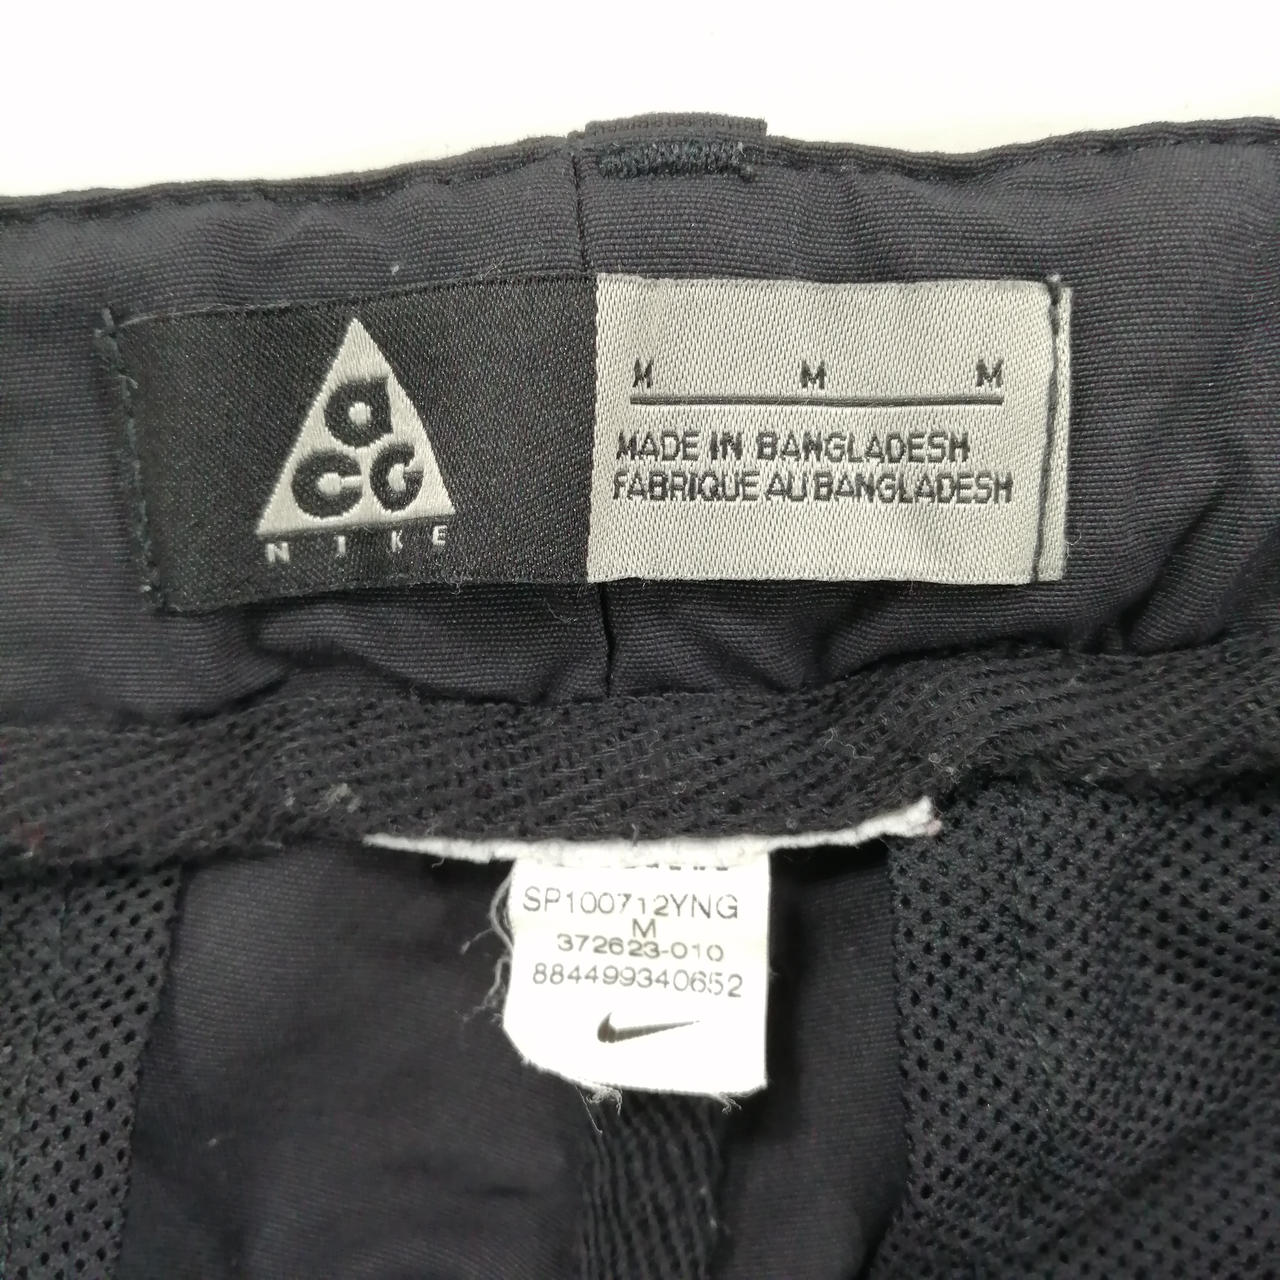 acg
NIKE
M M M
MADE IN BANGLADESH
FABRIQUE AU BANGLADESH
SP100712YNG
M
372623-010
884499340652